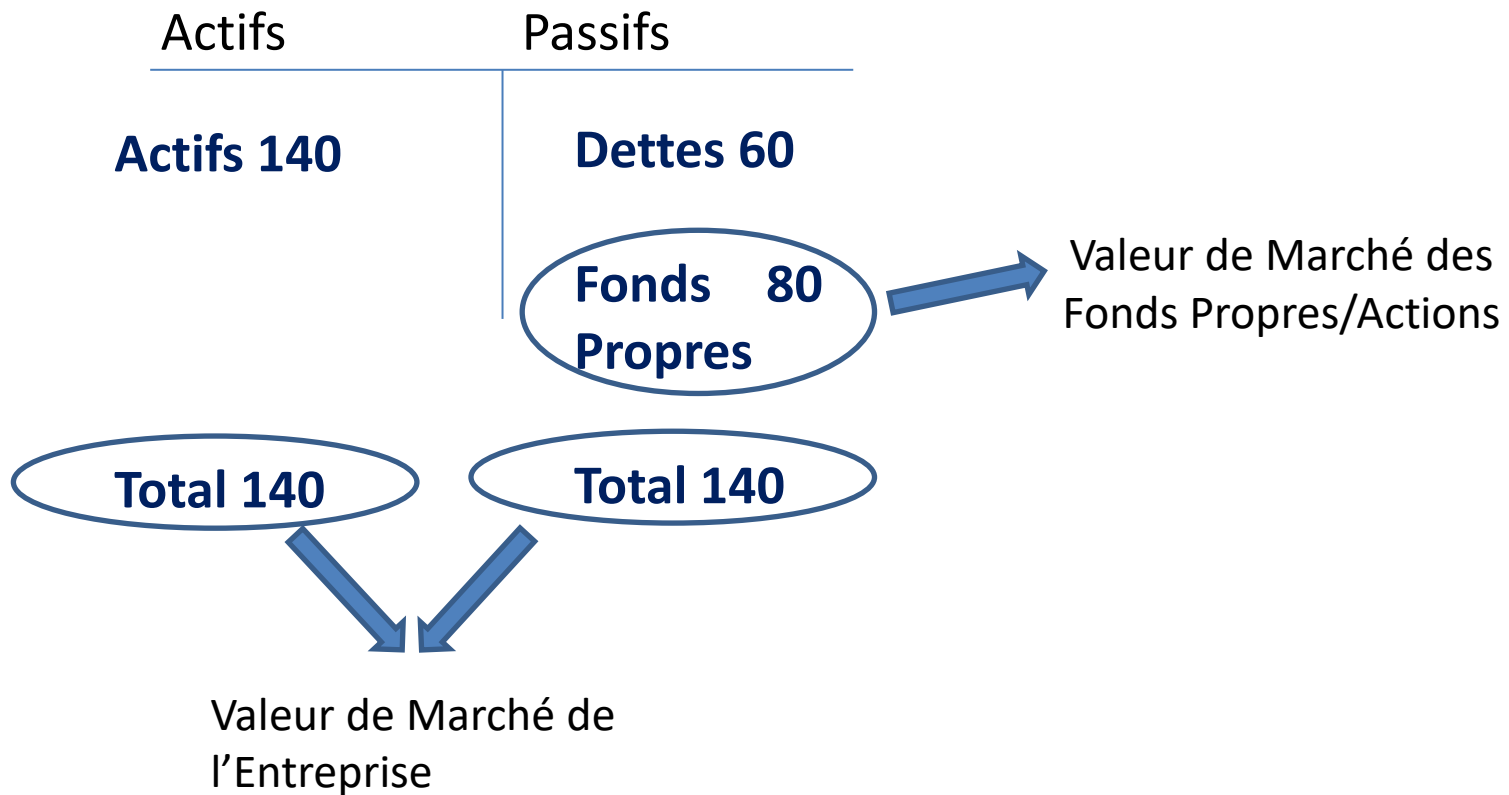 Actifs Passifs
Actifs 140 Dettes 60
Fonds 80
Propres
Valeur de Marché des
Fonds Propres/Actions
Total 140 Total 140
Valeur de Marché de
l’Entreprise